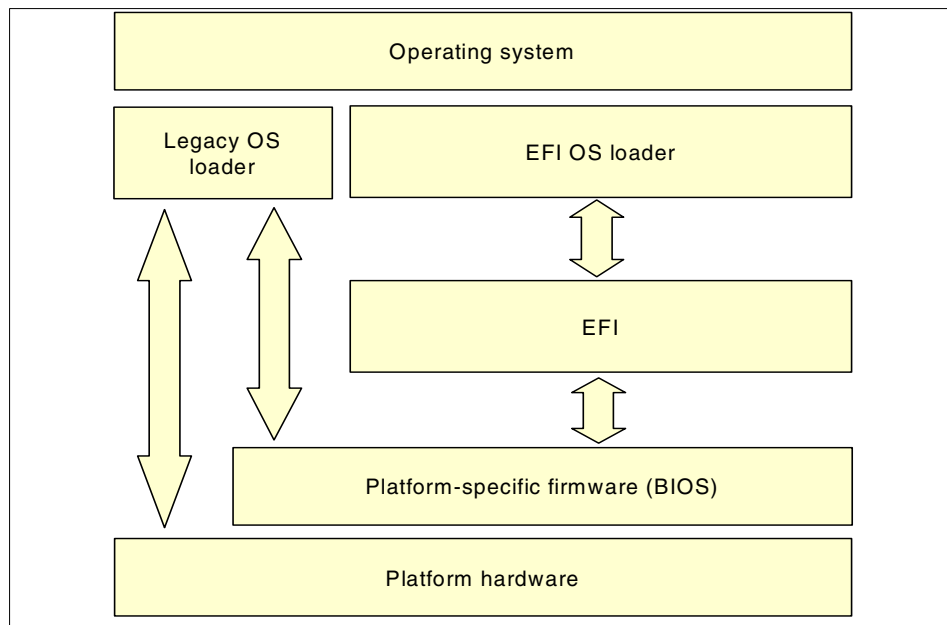 Operating system
Legacy OS
loader
EFI OS loader
EFI
Platform-specific firmware (BIOS)
Platform hardware